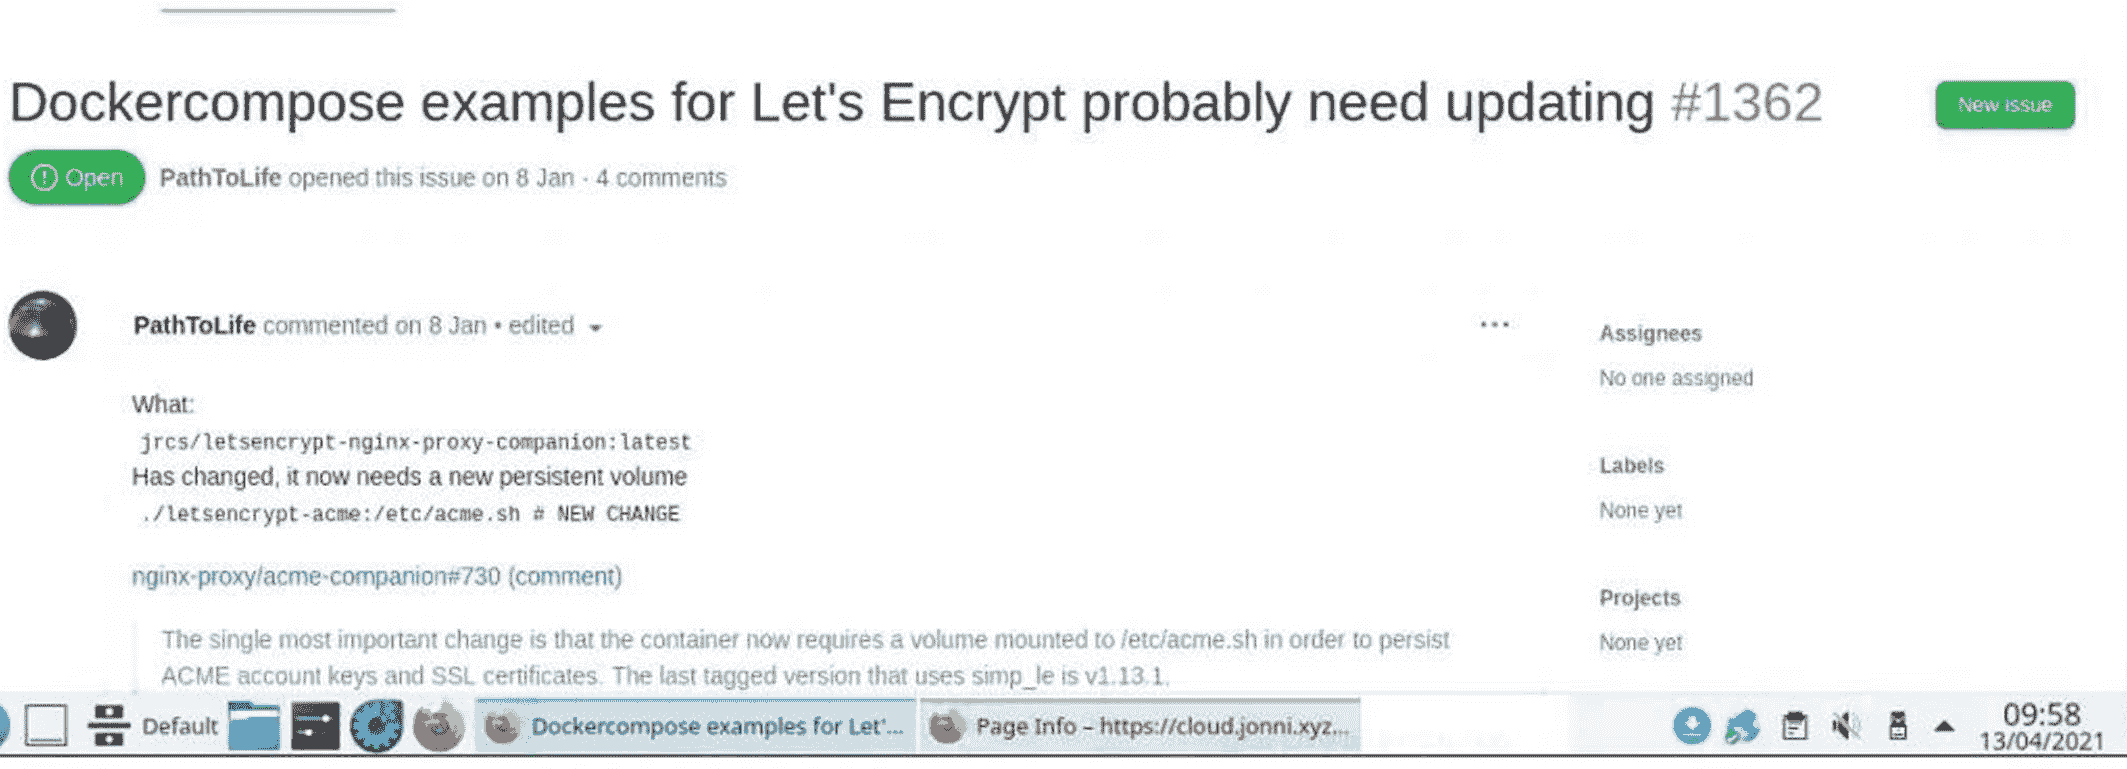 Dockercompose examples for Let's Encrypt probably need updating #1362
New issue
Open
PathToLife opened this issue on 8 Jan · 4 comments
PathToLife commented on 8 Jan • edited
...
What:
jrcs/letsencrypt-nginx-proxy-companion:latest
Has changed, it now needs a new persistent volume
./letsencrypt-acme:/etc/acme.sh # NEW CHANGE
nginx-proxy/acme-companion#730 (comment)
The single most important change is that the container now requires a volume mounted to /etc/acme.sh in order to persist
ACME account keys and SSL certificates. The last tagged version that uses simp_le is v1.13.1.
Assignees
No one assigned
Labels
None yet
Projects
None yet
Default
Dockercompose examples for Let'...
Page Info – https://cloud.jonni.xyz...
09:58
13/04/2021